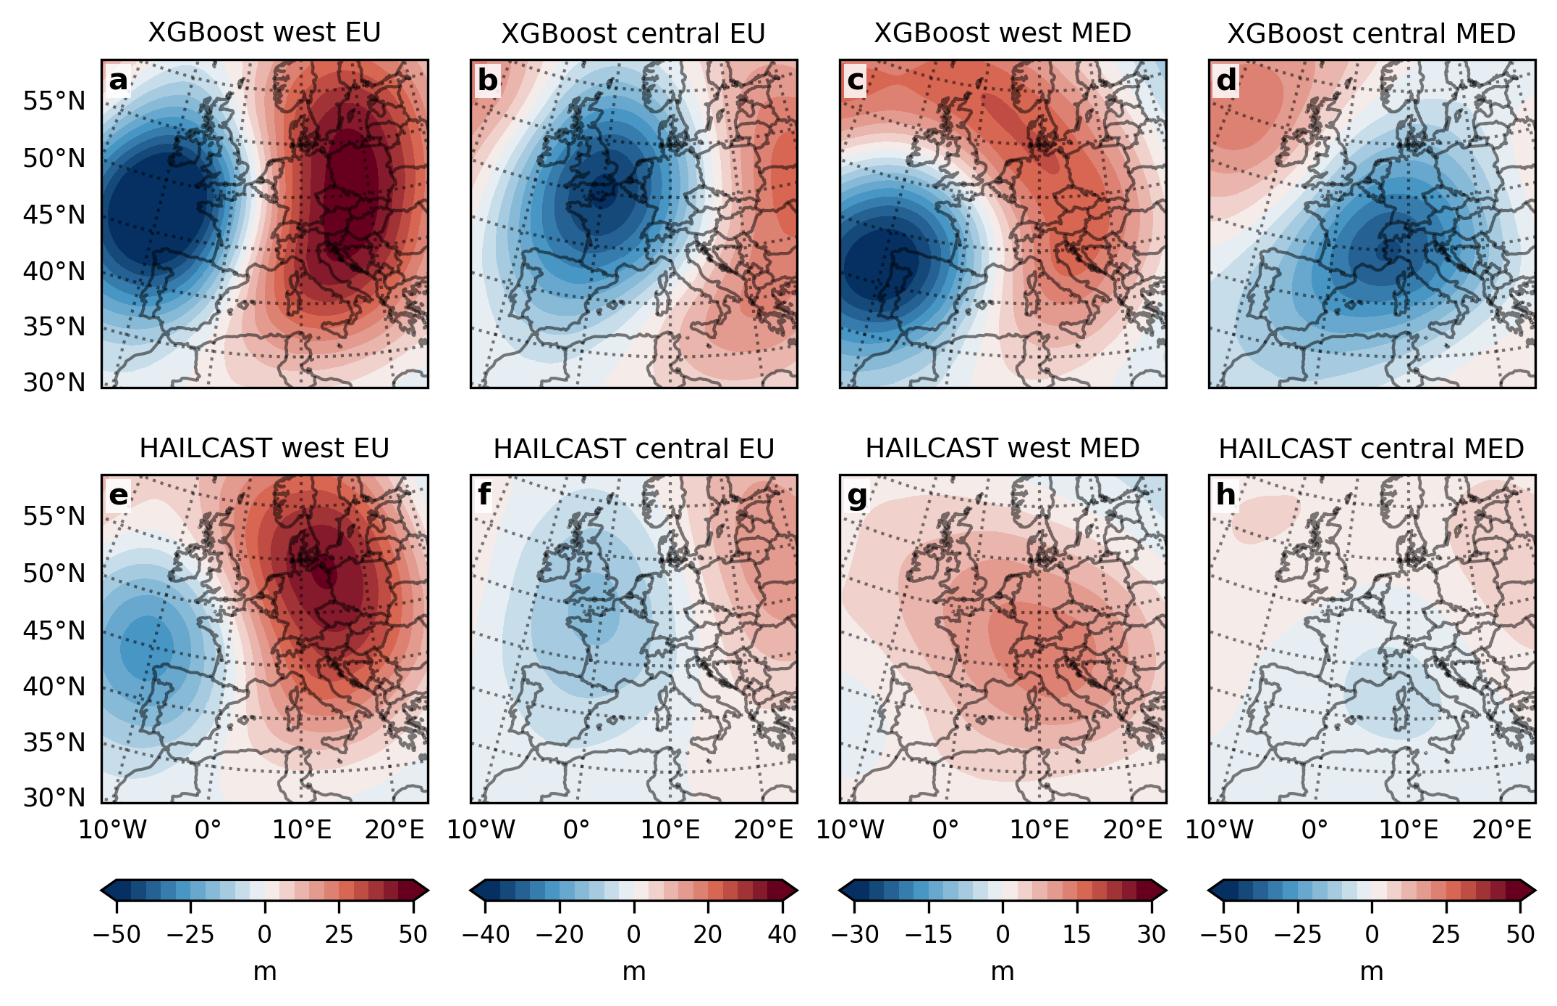 XGBoost west EU
XGBoost central EU
XGBoost west MED
XGBoost central MED
a
b
c
d
55°N
50°N
45°N
40°N
35°N
30°N
HAILCAST west EU
HAILCAST central EU
HAILCAST west MED
HAILCAST central MED
e
f
g
h
55°N
50°N
45°N
40°N
35°N
30°N
10°W 0° 10°E 20°E
10°W 0° 10°E 20°E
10°W 0° 10°E 20°E
10°W 0° 10°E 20°E
−50 −25 0 25 50
−40 −20 0 20 40
−30 −15 0 15 30
−50 −25 0 25 50
m
m
m
m